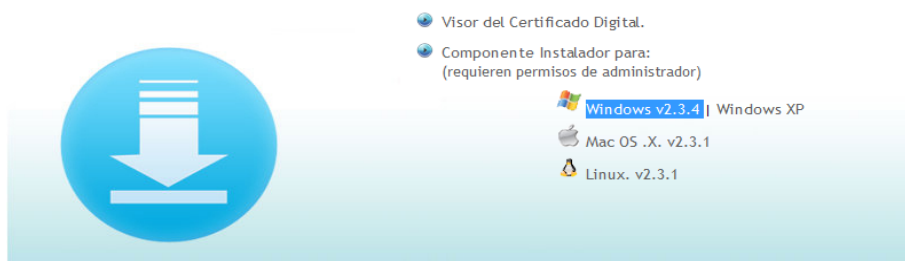 Visor del Certificado Digital.
Componente Instalador para:
(requieren permisos de administrador)
Windows v2.3.4 | Windows XP
Mac OS .X. v2.3.1
Linux. v2.3.1